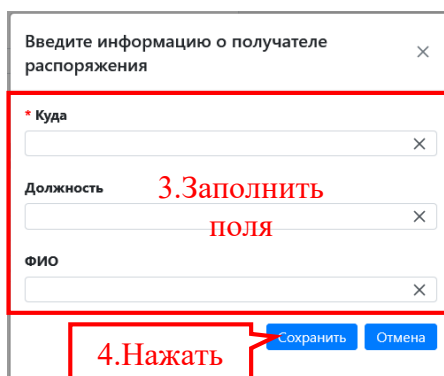 Введите информацию о получателе
распоряжения
* Куда
Должность
3.Заполнить
поля
ФИО
Сохранить Отмена
4.Нажать